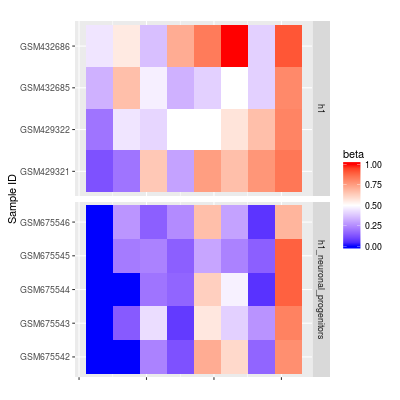 GSM432686
GSM432685
GSM429322
GSM429321
h1
GSM675546
GSM675545
GSM675544
GSM675543
GSM675542
h1_neuronal_progenitors
Sample ID
beta
1.00
0.75
0.50
0.25
0.00